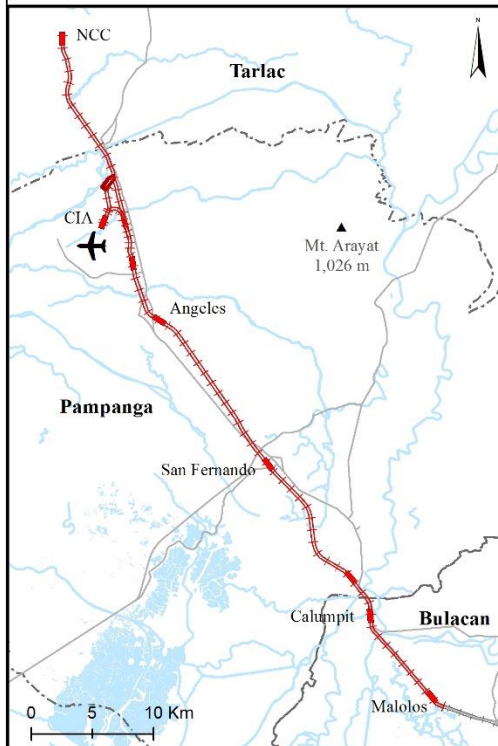 N
NCC
Tarlac
CIA
Mt. Arayat
1,026 m
Angeles
Pampanga
San Fernando
Calumpit
Bulacan
Malolos
0 5 10 Km